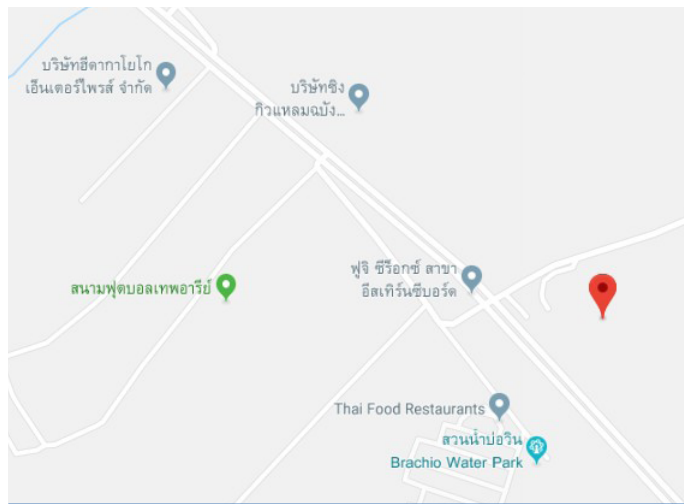 บริษัทฮีดากาโยโก
เอ็นเตอร์ไพรส์ จำกัด
บริษัทชิง
กิวแหลมฉบัง...
สนามฟุตบอลเทพอารีย์
ฟูจิ ซีร็อกซ์ สาขา
อีสเทิร์นซีบอร์ด
Thai Food Restaurants
สวนน้ำบ่อวิน
Brachio Water Park